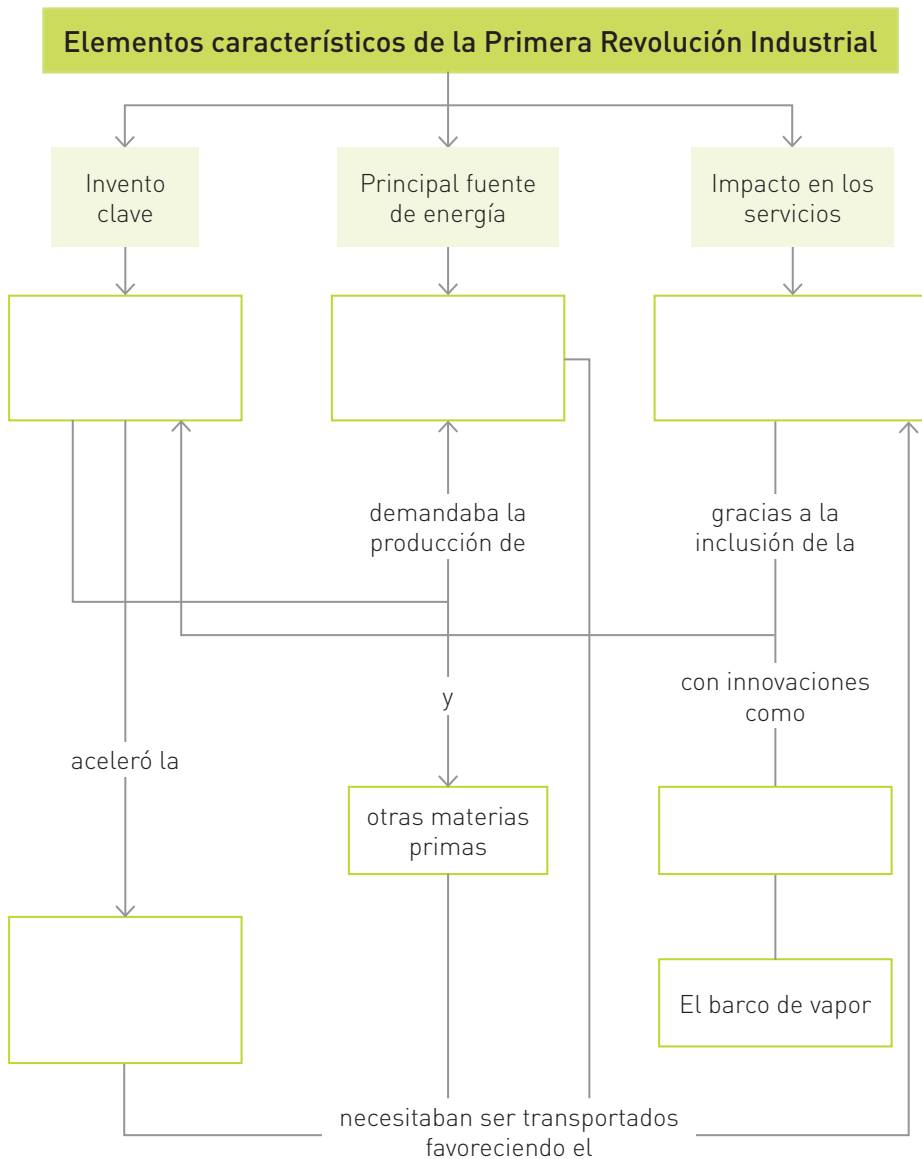 Elementos característicos de la Primera Revolución Industrial
Invento
clave
Principal fuente
de energía
Impacto en los
servicios
demandaba la
producción de
gracias a la
inclusión de la
y
con innovaciones
como
aceleró la
otras materias
primas
El barco de vapor
necesitaban ser transportados
favoreciendo el